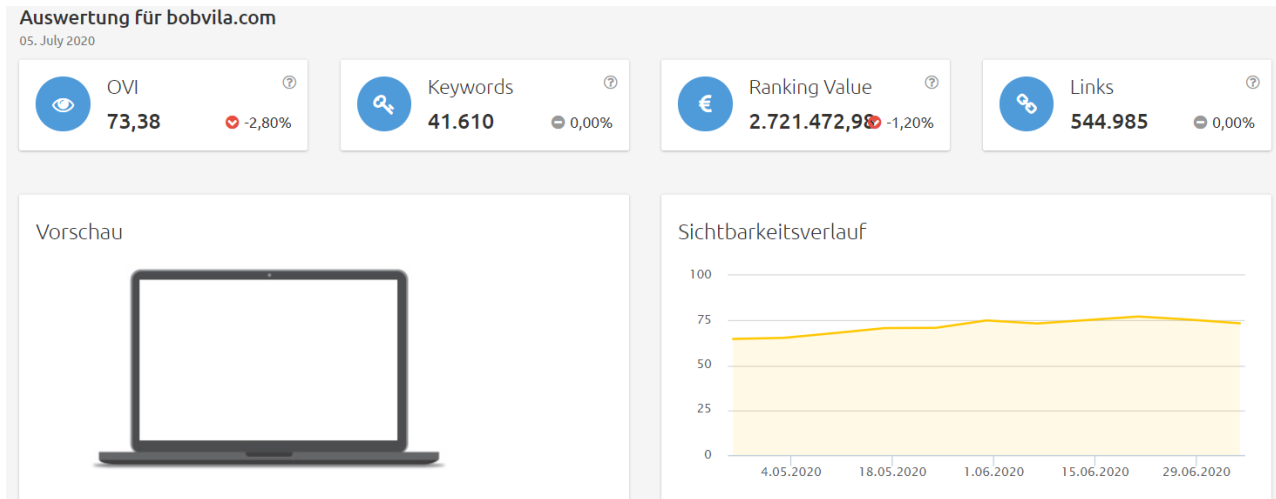 Auswertung für bobvila.com
05. July 2020
OVI
73,38
-2,80%
Keywords
41.610
0,00%
Ranking Value
€
2.721.472,98
-1,20%
Links
544.985
0,00%
Vorschau
Sichtbarkeitsverlauf
100
75
50
25
0
4.05.2020
18.05.2020
1.06.2020
15.06.2020
29.06.2020